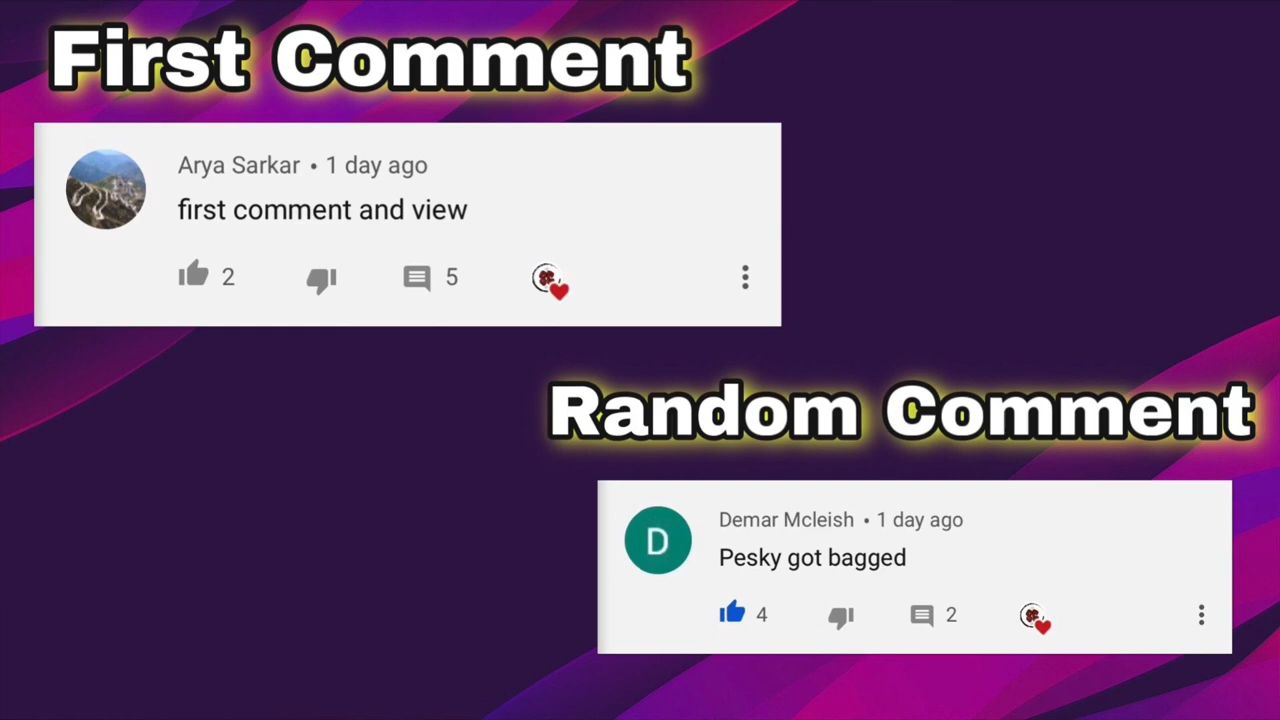 First Comment
Arya Sarkar • 1 day ago
first comment and view
2 5
Random Comment
D
Demar Mcleish • 1 day ago
Pesky got bagged
4 2